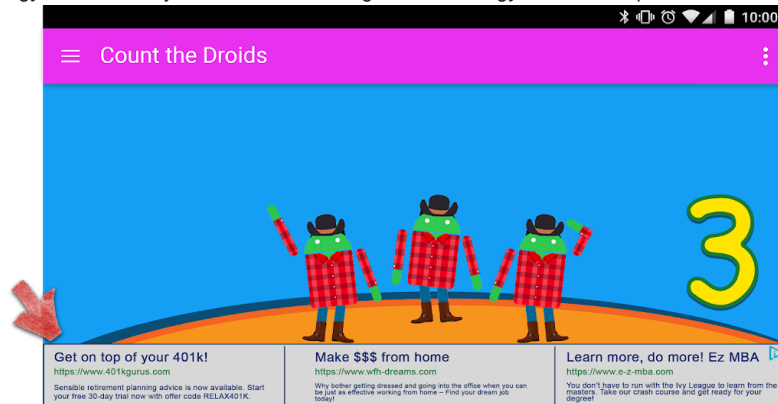 10:00
Count the Droids
3
Get on top of your 401k!
https://www.401kgurus.com
Sensible retirement planning advice is now available. Start
your free 30-day trial now with offer code RELAX401K.
Make $$$ from home
https://www.wfh-dreams.com
Why bother getting dressed and going into the office when you can
be just as effective working from home – Find your dream job
today!
Learn more, do more! Ez MBA
https://www.e-z-mba.com
You don't have to run with the Ivy League to learn from the
masters. Take our crash course and get ready for your
degree!